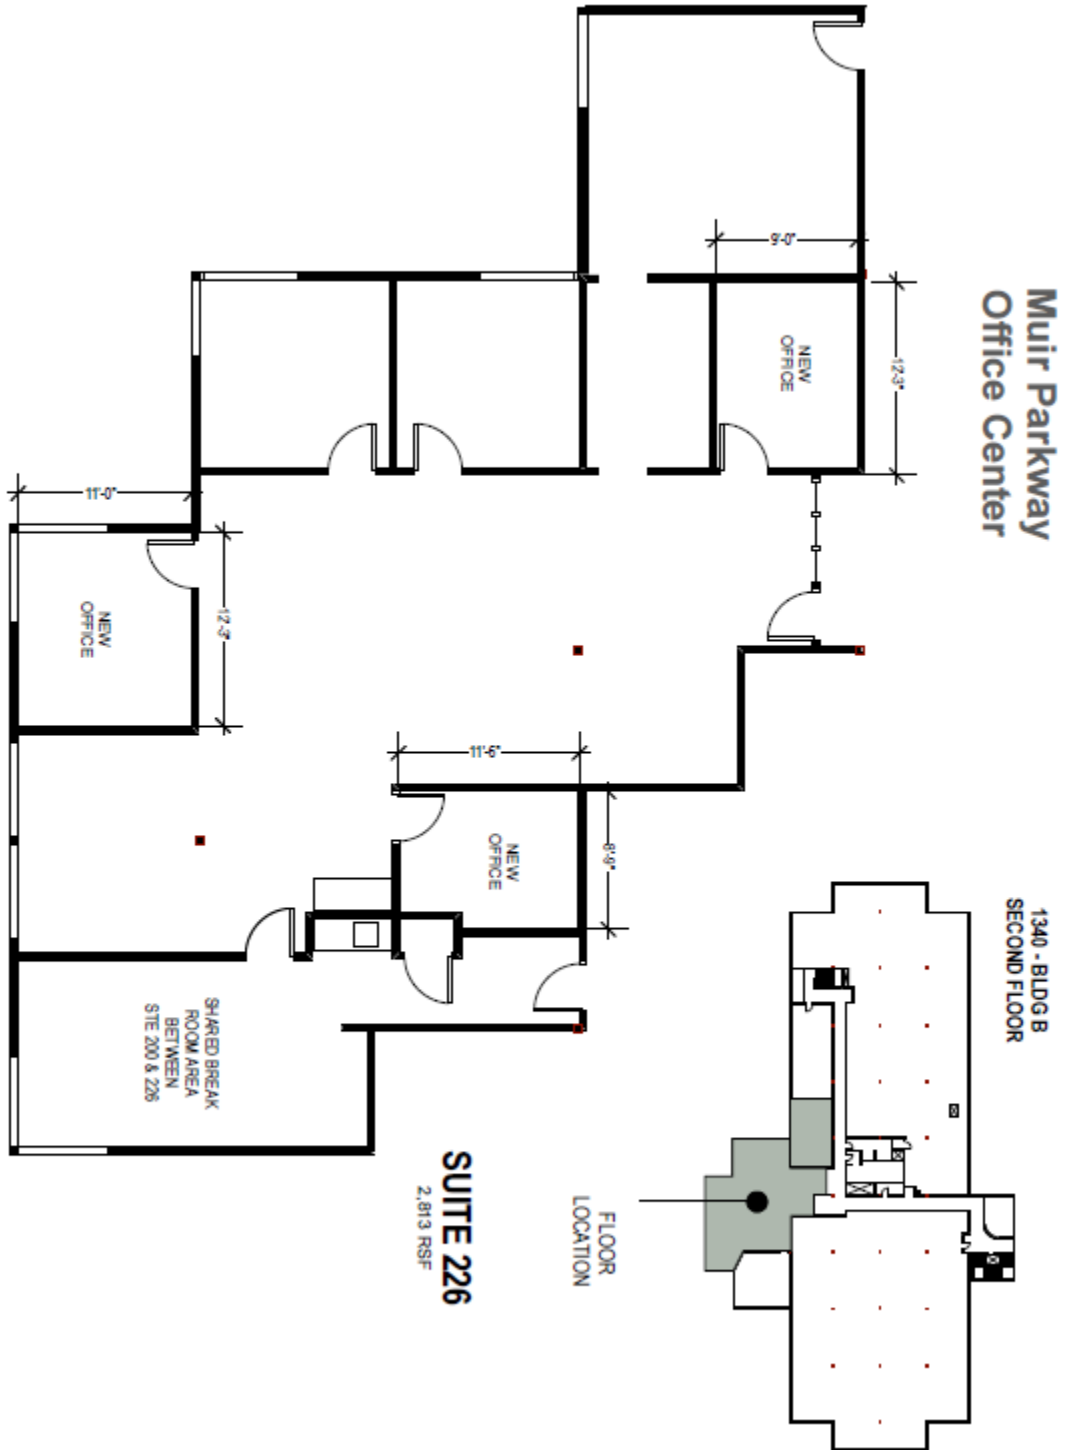 Muir Parkway
Office Center
9'-0"
12'-3"
NEW
OFFICE
11'-0"
12'-3"
NEW
OFFICE
11'-6"
8'-9"
NEW
OFFICE
SHARED BREAK
ROOM AREA
BETWEEN
STE 200 & 226
1340 - BLDG B
SECOND FLOOR
FLOOR
LOCATION
SUITE 226
2,813 RSF